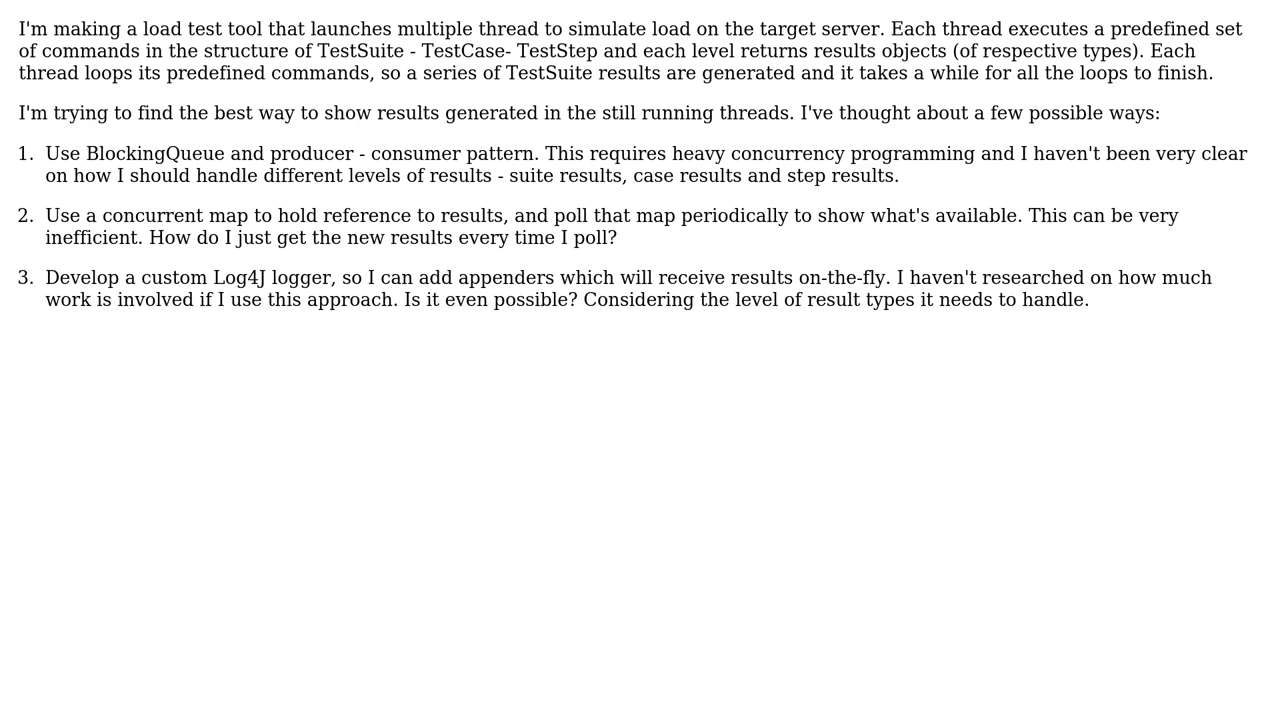 I'm making a load test tool that launches multiple thread to simulate load on the target server. Each thread executes a predefined set
of commands in the structure of TestSuite - TestCase- TestStep and each level returns results objects (of respective types). Each
thread loops its predefined commands, so a series of TestSuite results are generated and it takes a while for all the loops to finish.
I'm trying to find the best way to show results generated in the still running threads. I've thought about a few possible ways:
1. Use BlockingQueue and producer - consumer pattern. This requires heavy concurrency programming and I haven't been very clear
on how I should handle different levels of results - suite results, case results and step results.
2. Use a concurrent map to hold reference to results, and poll that map periodically to show what's available. This can be very
inefficient. How do I just get the new results every time I poll?
3. Develop a custom Log4J logger, so I can add appenders which will receive results on-the-fly. I haven't researched on how much
work is involved if I use this approach. Is it even possible? Considering the level of result types it needs to handle.